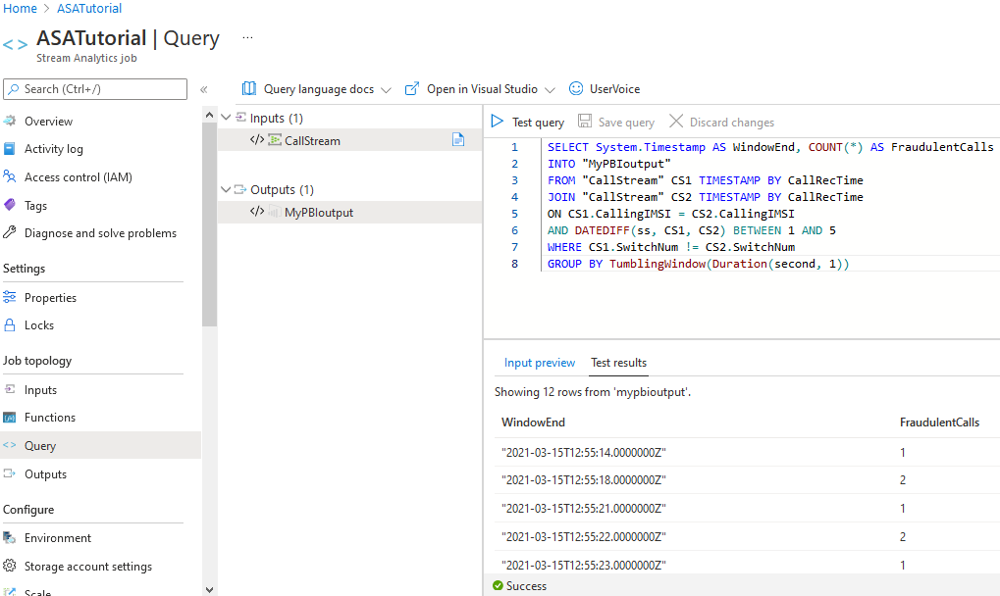 Home > ASATutorial
<> ASATutorial | Query ...
Stream Analytics job
Search (Ctrl+/)
«
Overview
Activity log
Access control (IAM)
Tags
Diagnose and solve problems
Settings
Properties
Locks
Job topology
Inputs
Functions
<> Query
Outputs
Configure
Environment
Storage account settings
Scale
Query language docs
Open in Visual Studio
UserVoice
Inputs (1)
</> CallStream
Outputs (1)
</> MyPBIoutput
Test query
Save query
Discard changes
1 SELECT System.Timestamp AS WindowEnd, COUNT(*) AS FraudulentCalls
2 INTO "MyPBIoutput"
3 FROM "CallStream" CS1 TIMESTAMP BY CallRecTime
4 JOIN "CallStream" CS2 TIMESTAMP BY CallRecTime
5 ON CS1.CallingIMSI = CS2.CallingIMSI
6 AND DATEDIFF(ss, CS1, CS2) BETWEEN 1 AND 5
7 WHERE CS1.SwitchNum != CS2.SwitchNum
8 GROUP BY TumblingWindow(Duration(second, 1))
Input preview Test results
Showing 12 rows from 'mypbioutput'.
WindowEnd FraudulentCalls
"2021-03-15T12:55:14.0000000Z" 1
"2021-03-15T12:55:18.0000000Z" 2
"2021-03-15T12:55:21.0000000Z" 1
"2021-03-15T12:55:22.0000000Z" 2
"2021-03-15T12:55:23.0000000Z" 1
Success